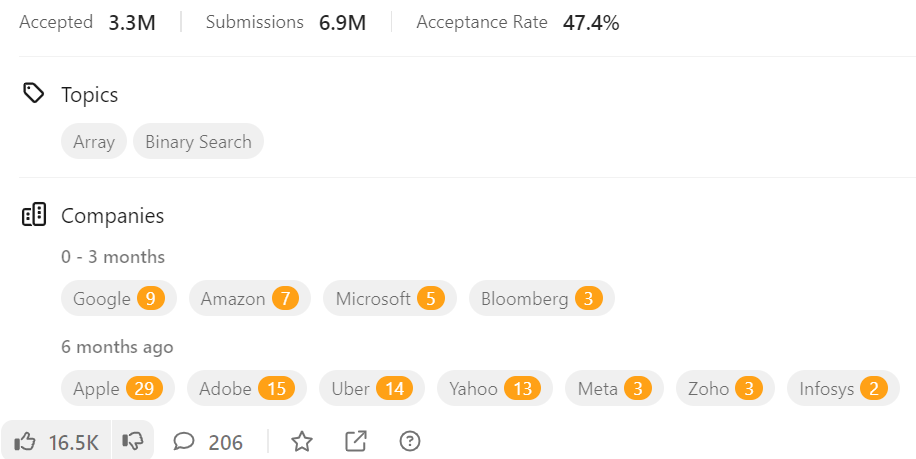 Accepted 3.3M Submissions 6.9M Acceptance Rate 47.4%
Topics
Array Binary Search
Companies
0 - 3 months
Google 9 Amazon 7 Microsoft 5 Bloomberg 3
6 months ago
Apple 29 Adobe 15 Uber 14 Yahoo 13 Meta 3 Zoho 3 Infosys 2
16.5K 206